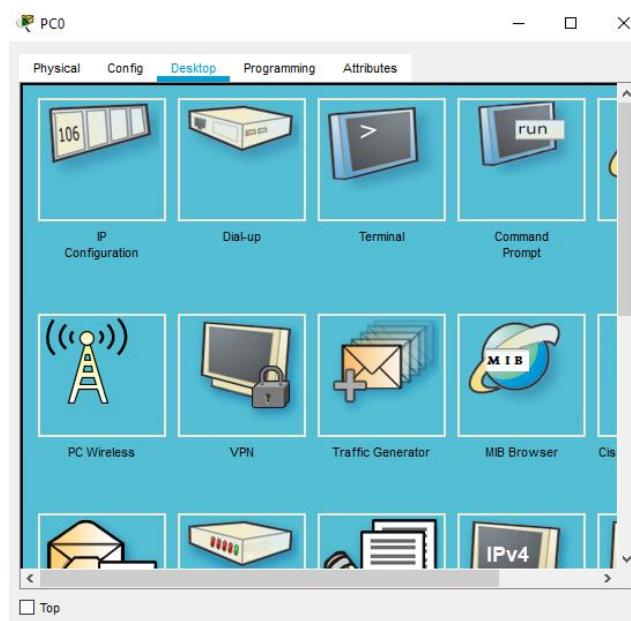 PC0
Physical Config Desktop Programming Attributes
106
>
run
IP
Configuration
Dial-up
Terminal
Command
Prompt
MIB
PC Wireless
VPN
Traffic Generator
MIB Browser
Cis
IPv4
Top